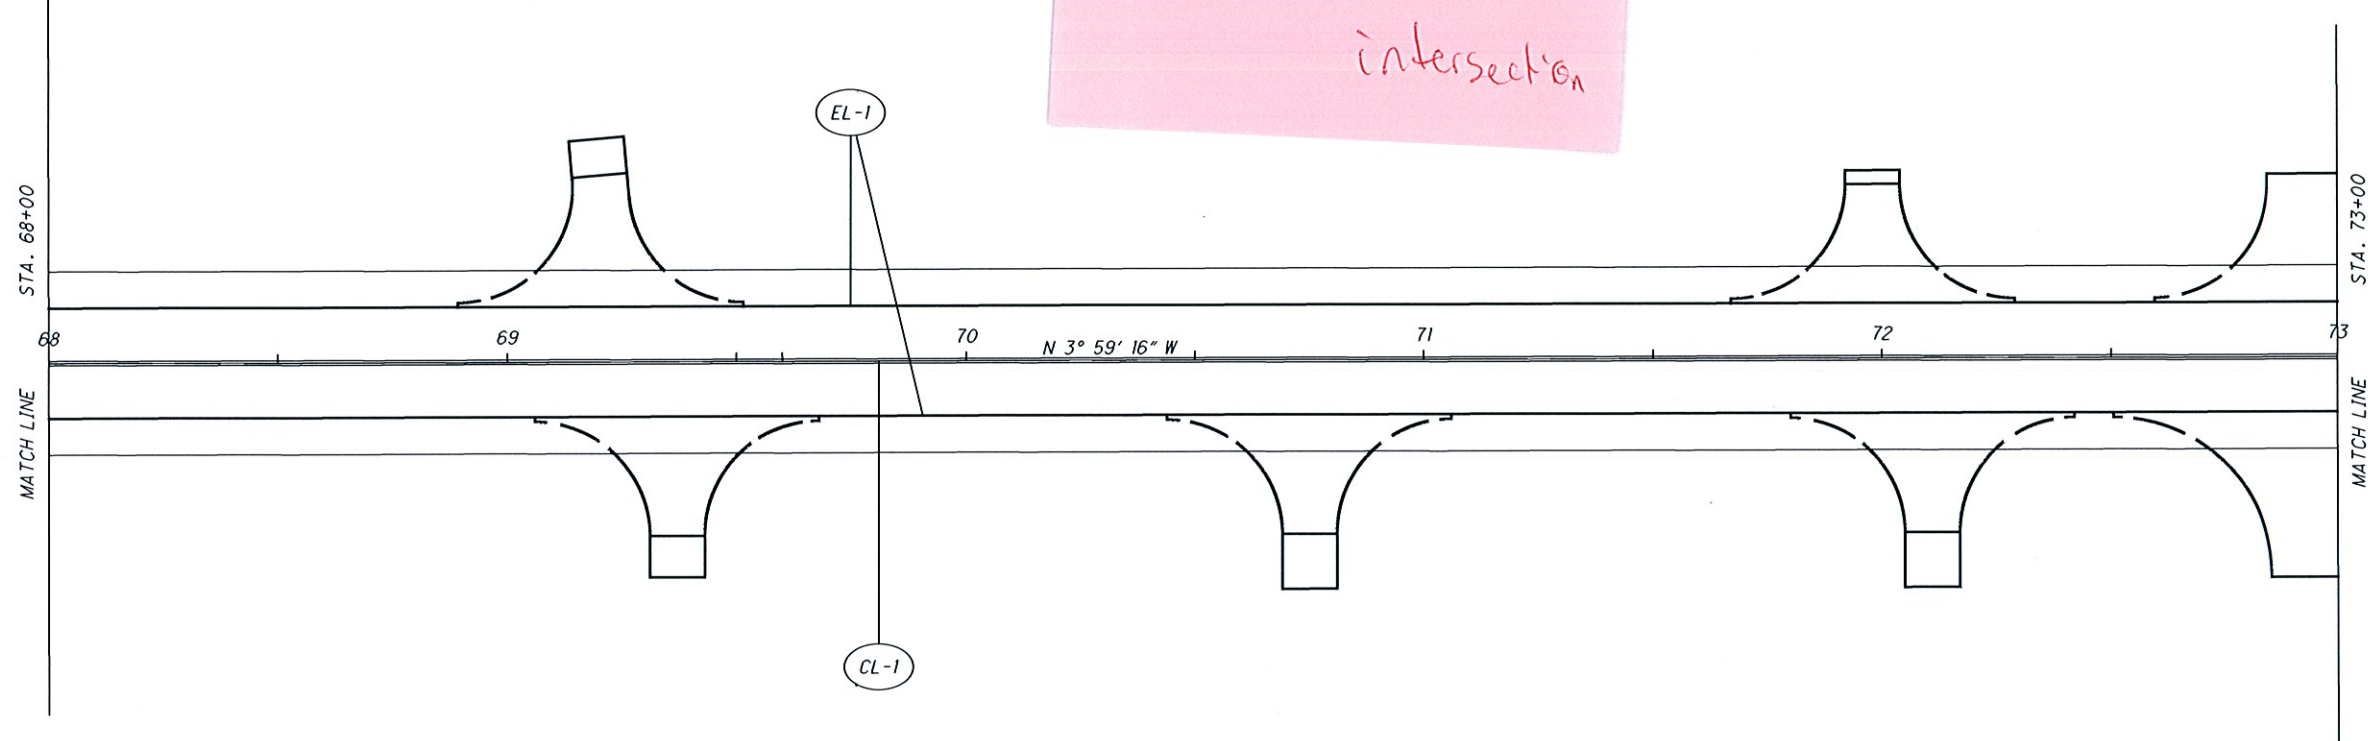 intersection
EL-1
STA. 68+00
STA. 73+00
68
69
70
71
72
73
N 3° 59' 16" W
MATCH LINE
MATCH LINE
CL-1